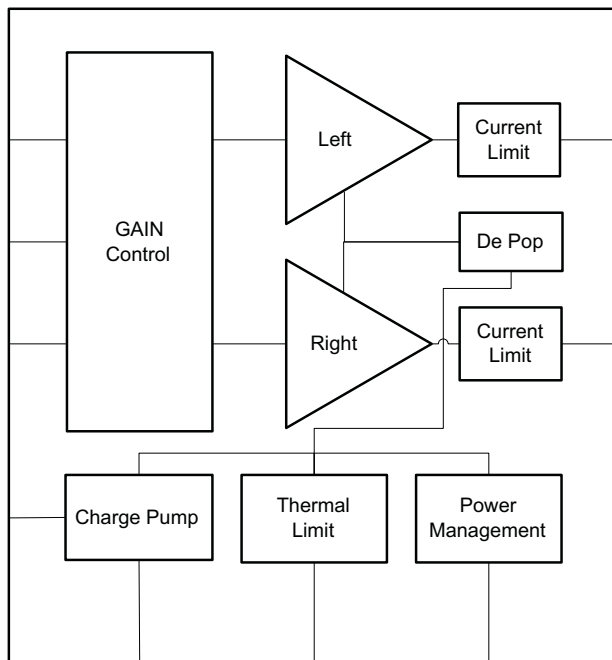 GAIN
Control
Left
Current
Limit
De Pop
Right
Current
Limit
Charge Pump
Thermal
Limit
Power
Management